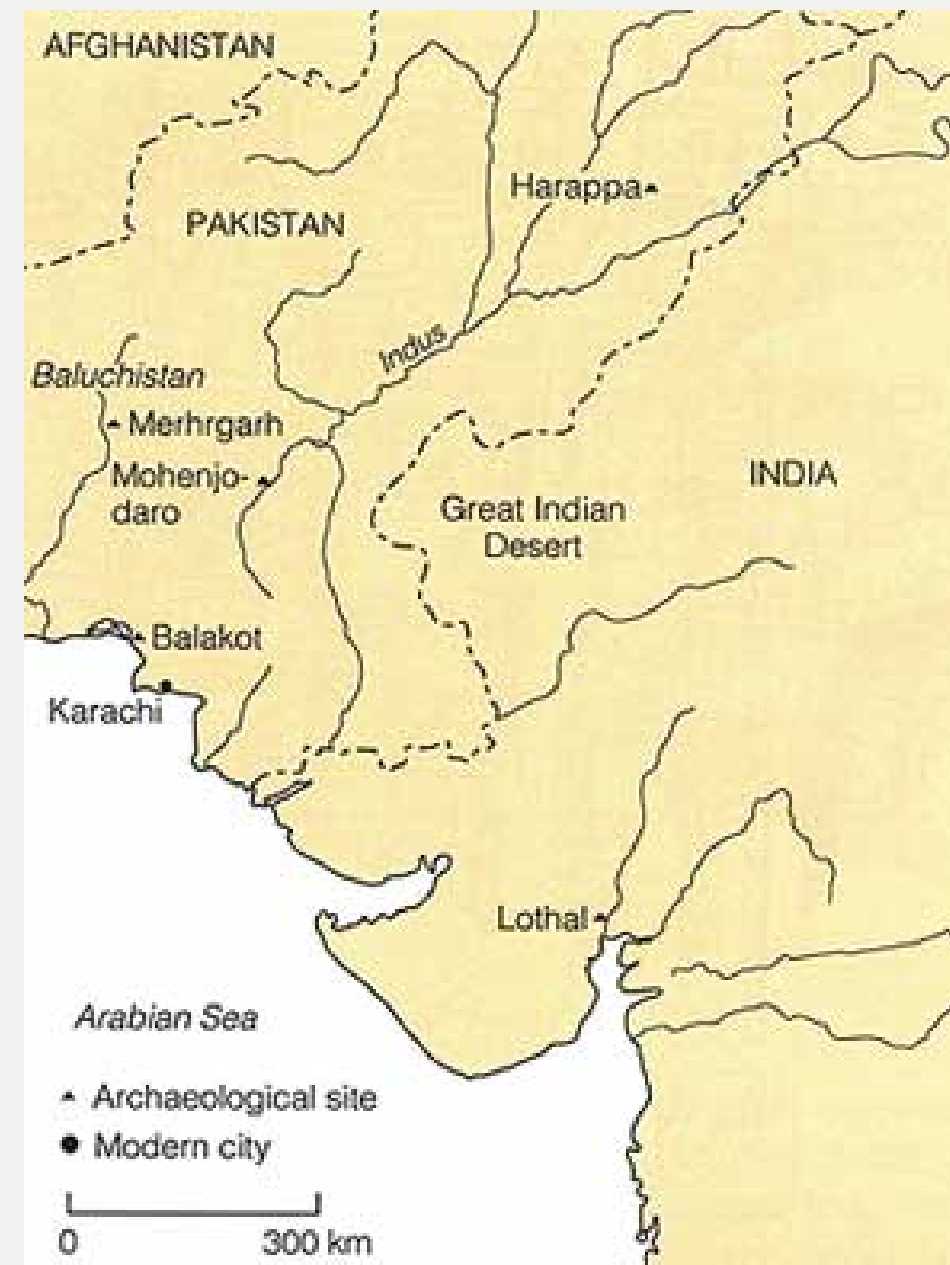 AFGHANISTAN
Harappa
PAKISTAN
Indus
Baluchistan
Merhrgarh
Mohenjo-
daro
INDIA
Great Indian
Desert
Balakot
Karachi
Lothal
Arabian Sea
Archaeological site
Modern city
0 300 km